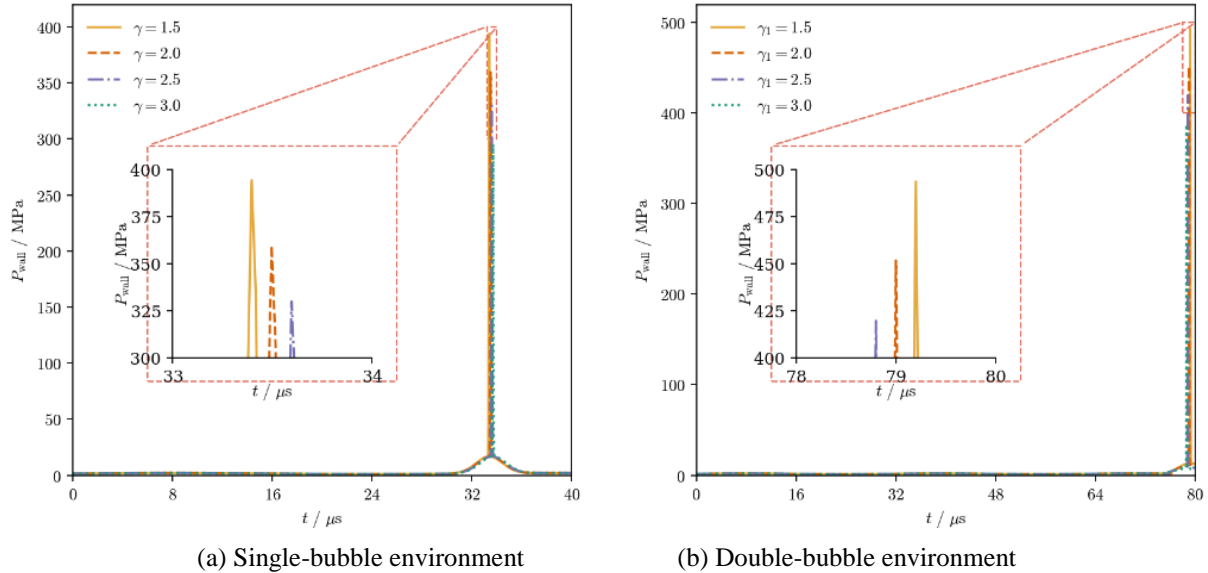 400
350
300
250
200
150
100
50
0
P_wall / MPa
γ = 1.5
γ = 2.0
γ = 2.5
γ = 3.0
400
375
350
325
300
P_wall / MPa
33
34
t / μs
0
8
16
24
32
40
t / μs
(a) Single-bubble environment
500
400
300
200
100
0
P_wall / MPa
γ₁ = 1.5
γ₁ = 2.0
γ₁ = 2.5
γ₁ = 3.0
500
475
450
425
400
P_wall / MPa
78
79
80
t / μs
0
16
32
48
64
80
t / μs
(b) Double-bubble environment